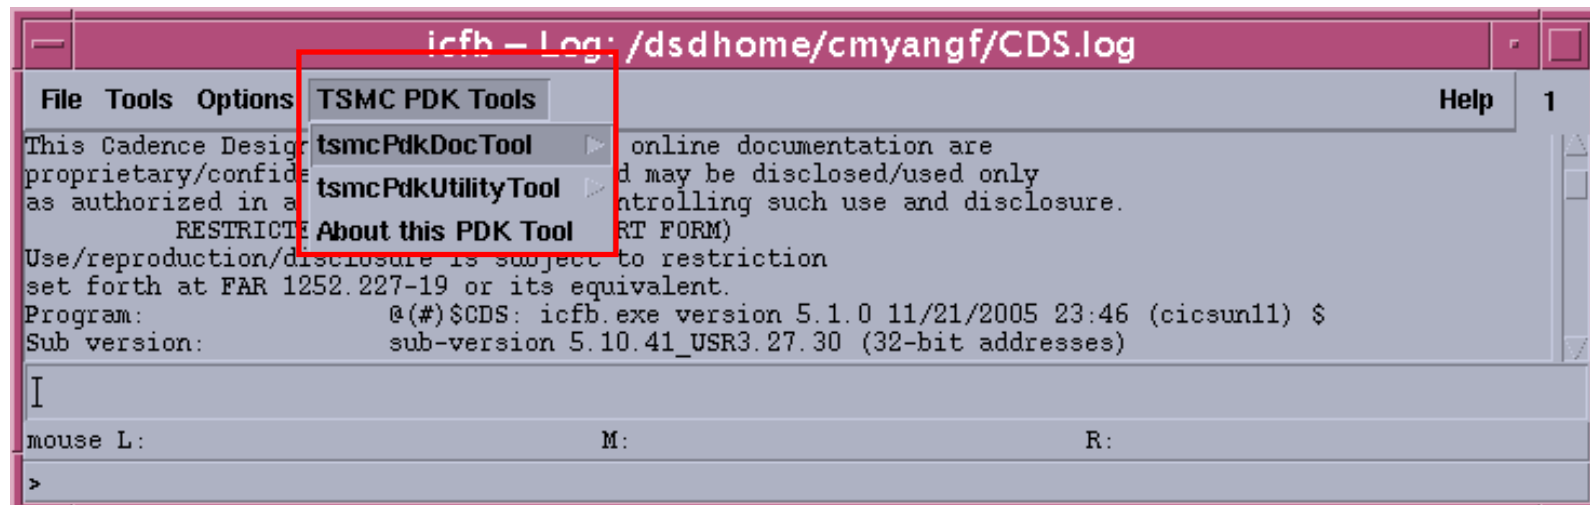 icfb – Log: /dsdhome/cmyangf/CDS.log
File Tools Options TSMC PDK Tools Help 1
This Cadence Design online documentation are
tsmcPdkDocTool
proprietary/confide d may be disclosed/used only
tsmcPdkUtilityTool
as authorized in a ntrolling such use and disclosure.
RESTRICTE RT FORM)
About this PDK Tool
Use/reproduction/disclosure is subject to restriction
set forth at FAR 1252.227-19 or its equivalent.
Program: @(#)$CDS: icfb.exe version 5.1.0 11/21/2005 23:46 (cicsun11) $
Sub version: sub-version 5.10.41_USR3.27.30 (32-bit addresses)
mouse L: M: R:
>